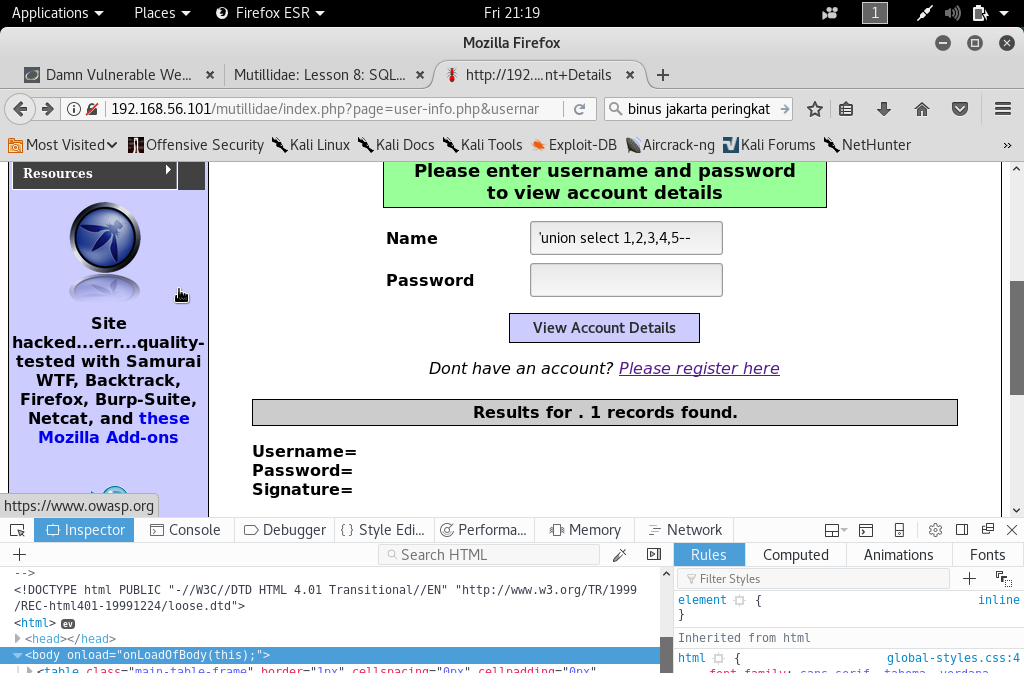 Applications Places Firefox ESR Fri 21:19 1
Mozilla Firefox
Damn Vulnerable We... × Mutillidae: Lesson 8: SQL... × http://192....nt+Details × +
192.168.56.101/mutillidae/index.php?page=user-info.php&usernar binus jakarta peringkat
Most Visited Offensive Security Kali Linux Kali Docs Kali Tools Exploit-DB Aircrack-ng Kali Forums NetHunter »
Resources
Please enter username and password
to view account details
Name 'union select 1,2,3,4,5--
Password
View Account Details
Dont have an account? Please register here
Results for . 1 records found.
Username=
Password=
Signature=
Site
hacked...err...quality-
tested with Samurai
WTF, Backtrack,
Firefox, Burp-Suite,
Netcat, and these
Mozilla Add-ons
https://www.owasp.org
Inspector Console Debugger { } Style Edi... Performa... Memory Network
+ Search HTML
Rules Computed Animations Fonts
Filter Styles +
-->
<!DOCTYPE html PUBLIC "-//W3C//DTD HTML 4.01 Transitional//EN" "http://www.w3.org/TR/1999
/REC-html401-19991224/loose.dtd">
<html> ev
<head></head>
<body onload="onLoadOfBody(this);">
<table class="main-table-frame" border="1px" cellspacing="0px" cellpadding="0px"
element { inline
}
Inherited from html
html { global-styles.css:4
font-family: sans-serif, tahoma, verdana,